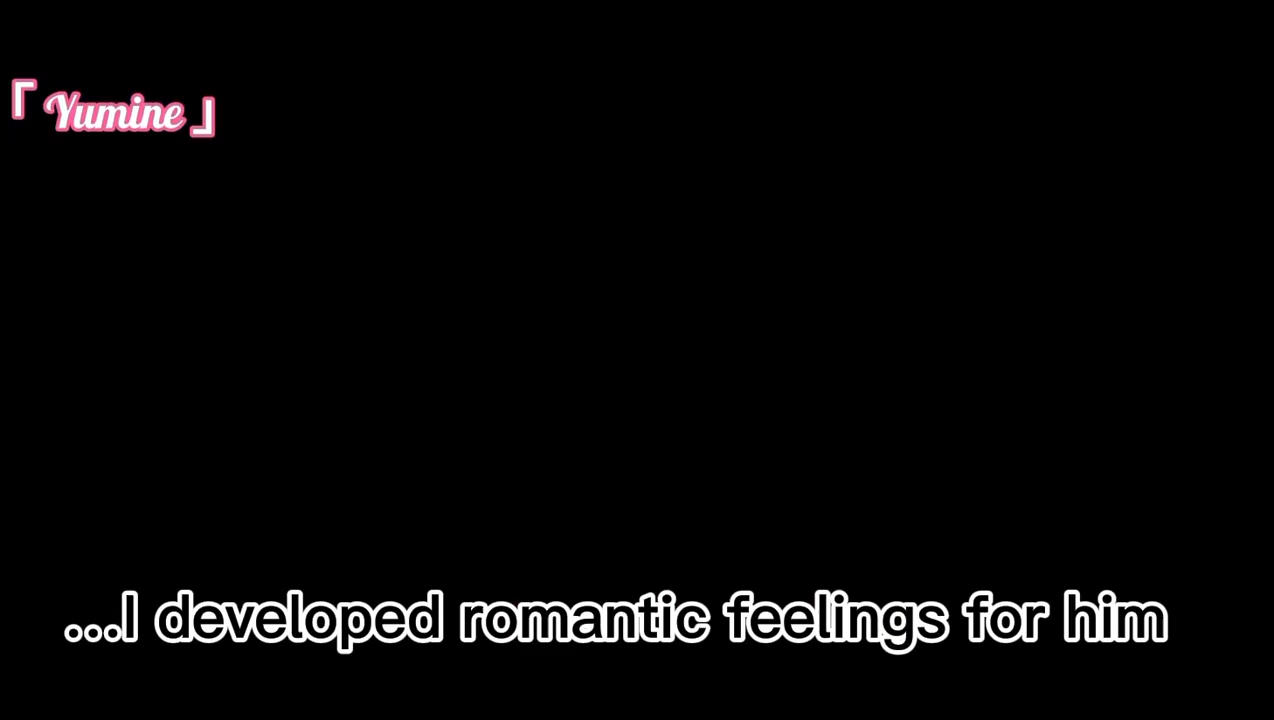 「 Yumine 」
...I developed romantic feelings for him